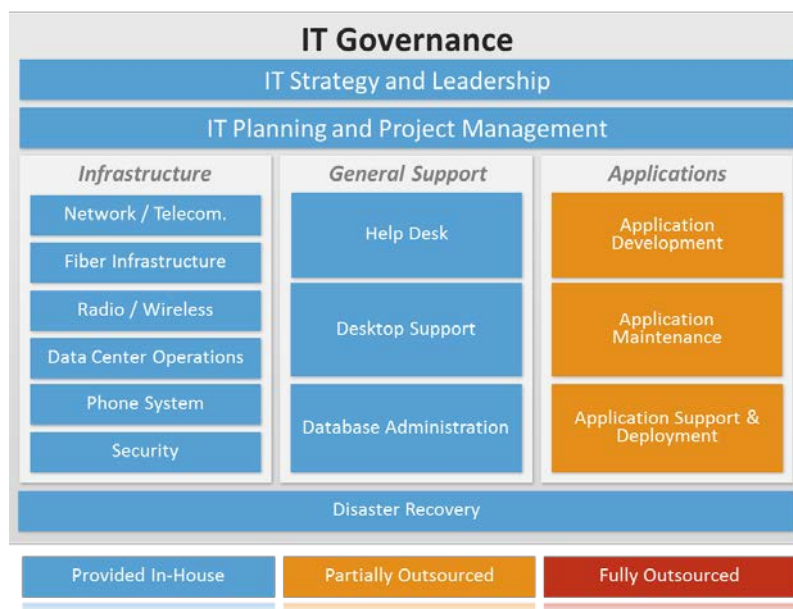 IT Governance
IT Strategy and Leadership
IT Planning and Project Management
Infrastructure
Network / Telecom.
Fiber Infrastructure
Radio / Wireless
Data Center Operations
Phone System
Security
General Support
Help Desk
Desktop Support
Database Administration
Applications
Application
Development
Application
Maintenance
Application Support &
Deployment
Disaster Recovery
Provided In-House
Partially Outsourced
Fully Outsourced